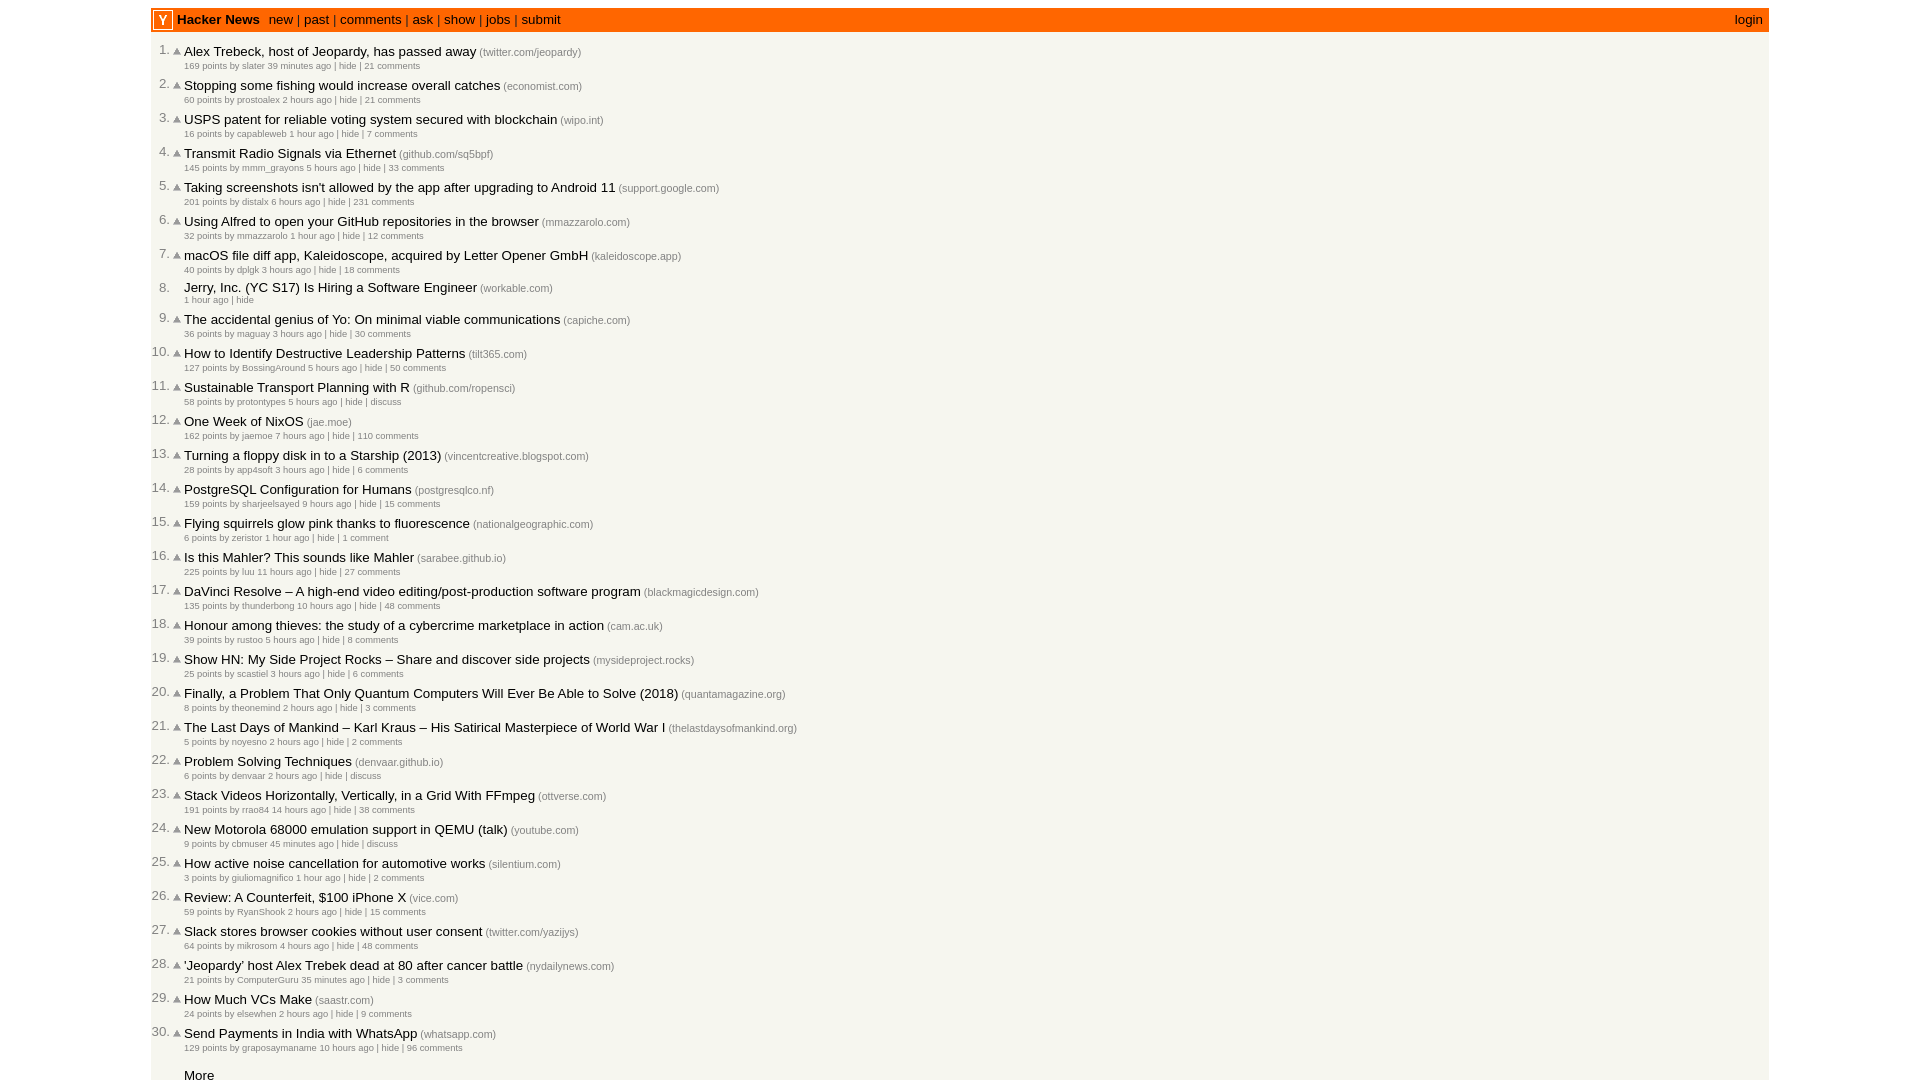 Y Hacker News new | past | comments | ask | show | jobs | submit login
1. Alex Trebeck, host of Jeopardy, has passed away (twitter.com/jeopardy)
169 points by slater 39 minutes ago | hide | 21 comments
2. Stopping some fishing would increase overall catches (economist.com)
60 points by prostoalex 2 hours ago | hide | 21 comments
3. USPS patent for reliable voting system secured with blockchain (wipo.int)
16 points by capableweb 1 hour ago | hide | 7 comments
4. Transmit Radio Signals via Ethernet (github.com/sq5bpf)
145 points by mmm_grayons 5 hours ago | hide | 33 comments
5. Taking screenshots isn't allowed by the app after upgrading to Android 11 (support.google.com)
201 points by distalx 6 hours ago | hide | 231 comments
6. Using Alfred to open your GitHub repositories in the browser (mmazzarolo.com)
32 points by mmazzarolo 1 hour ago | hide | 12 comments
7. macOS file diff app, Kaleidoscope, acquired by Letter Opener GmbH (kaleidoscope.app)
40 points by dplgk 3 hours ago | hide | 18 comments
8. Jerry, Inc. (YC S17) Is Hiring a Software Engineer (workable.com)
1 hour ago | hide
9. The accidental genius of Yo: On minimal viable communications (capiche.com)
36 points by maguay 3 hours ago | hide | 30 comments
10. How to Identify Destructive Leadership Patterns (tilt365.com)
127 points by BossingAround 5 hours ago | hide | 50 comments
11. Sustainable Transport Planning with R (github.com/ropensci)
58 points by protontypes 5 hours ago | hide | discuss
12. One Week of NixOS (jae.moe)
162 points by jaemoe 7 hours ago | hide | 110 comments
13. Turning a floppy disk in to a Starship (2013) (vincentcreative.blogspot.com)
28 points by app4soft 3 hours ago | hide | 6 comments
14. PostgreSQL Configuration for Humans (postgresqlco.nf)
159 points by sharjeelsayed 9 hours ago | hide | 15 comments
15. Flying squirrels glow pink thanks to fluorescence (nationalgeographic.com)
6 points by zeristor 1 hour ago | hide | 1 comment
16. Is this Mahler? This sounds like Mahler (sarabee.github.io)
225 points by luu 11 hours ago | hide | 27 comments
17. DaVinci Resolve – A high-end video editing/post-production software program (blackmagicdesign.com)
135 points by thunderbong 10 hours ago | hide | 48 comments
18. Honour among thieves: the study of a cybercrime marketplace in action (cam.ac.uk)
39 points by rustoo 5 hours ago | hide | 8 comments
19. Show HN: My Side Project Rocks – Share and discover side projects (mysideproject.rocks)
25 points by scastiel 3 hours ago | hide | 6 comments
20. Finally, a Problem That Only Quantum Computers Will Ever Be Able to Solve (2018) (quantamagazine.org)
8 points by theonemind 2 hours ago | hide | 3 comments
21. The Last Days of Mankind – Karl Kraus – His Satirical Masterpiece of World War I (thelastdaysofmankind.org)
5 points by noyesno 2 hours ago | hide | 2 comments
22. Problem Solving Techniques (denvaar.github.io)
6 points by denvaar 2 hours ago | hide | discuss
23. Stack Videos Horizontally, Vertically, in a Grid With FFmpeg (ottverse.com)
191 points by rrao84 14 hours ago | hide | 38 comments
24. New Motorola 68000 emulation support in QEMU (talk) (youtube.com)
9 points by cbmuser 45 minutes ago | hide | discuss
25. How active noise cancellation for automotive works (silentium.com)
3 points by giuliomagnifico 1 hour ago | hide | 2 comments
26. Review: A Counterfeit, $100 iPhone X (vice.com)
59 points by RyanShook 2 hours ago | hide | 15 comments
27. Slack stores browser cookies without user consent (twitter.com/yazijys)
64 points by mikrosom 4 hours ago | hide | 48 comments
28. 'Jeopardy' host Alex Trebek dead at 80 after cancer battle (nydailynews.com)
21 points by ComputerGuru 35 minutes ago | hide | 3 comments
29. How Much VCs Make (saastr.com)
24 points by elsewhen 2 hours ago | hide | 9 comments
30. Send Payments in India with WhatsApp (whatsapp.com)
129 points by graposaymaname 10 hours ago | hide | 96 comments
More